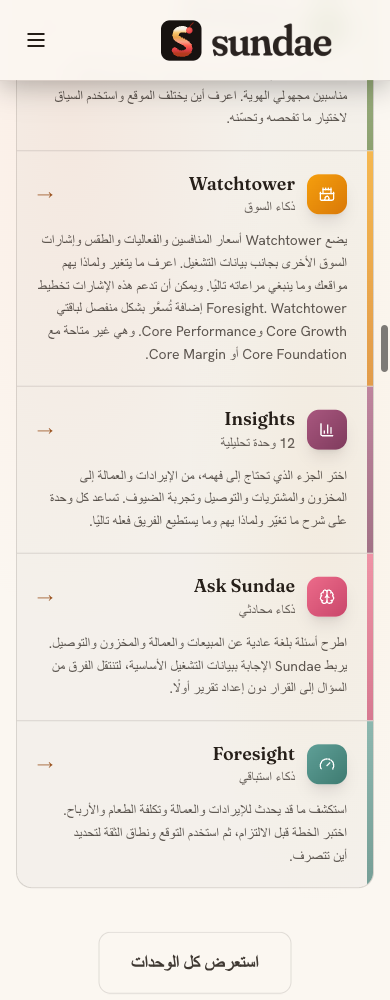 sundae
مناسبين مجهولي الهوية. اعرف أين يختلف الموقع واستخدم السياق
لاختيار ما تفحصه وتحسّنه.
Watchtower
→
ذكاء السوق
يضع Watchtower أسعار المنافسين والفعاليات والطقس وإشارات
السوق الأخرى بجانب بيانات التشغيل. اعرف ما يتغير ولماذا يهم
مواقعك وما ينبغي مراعاته تاليًا. ويمكن أن تدعم هذه الإشارات تخطيط
Foresight. Watchtower إضافة تُسعَّر بشكل منفصل لباقتي
Core Growth وCore Performance. وهي غير متاحة مع
Core Foundation أو Core Margin.
Insights
→
12 وحدة تحليلية
اختر الجزء الذي تحتاج إلى فهمه، من الإيرادات والعمالة إلى
المخزون والمشتريات والتوصيل وتجربة الضيوف. تساعد كل وحدة
على شرح ما تغيّر ولماذا يهم وما يستطيع الفريق فعله تاليًا.
Ask Sundae
→
ذكاء محادثي
اطرح أسئلة بلغة عادية عن المبيعات والعمالة والمخزون والتوصيل.
يربط Sundae الإجابة ببيانات التشغيل الأساسية، لتنتقل الفرق من
السؤال إلى القرار دون إعداد تقرير أولًا.
Foresight
→
ذكاء استباقي
استكشف ما قد يحدث للإيرادات والعمالة وتكلفة الطعام والأرباح.
اختبر الخطة قبل الالتزام، ثم استخدم التوقع ونطاق الثقة لتحديد
أين تتصرف.
استعرض كل الوحدات